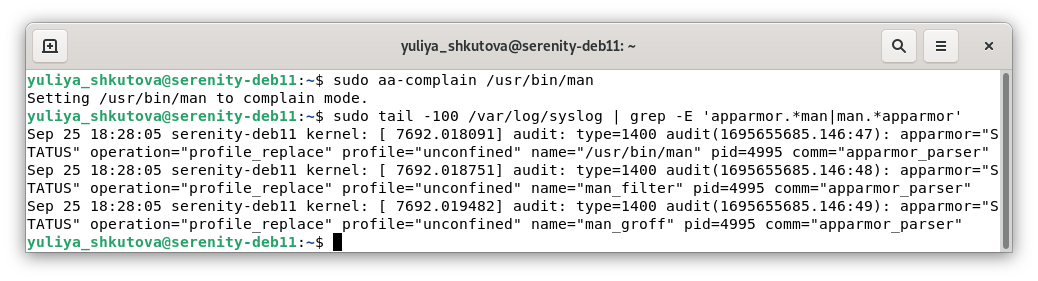 yuliya_shkutova@serenity-deb11: ~
yuliya_shkutova@serenity-deb11:~$ sudo aa-complain /usr/bin/man
Setting /usr/bin/man to complain mode.
yuliya_shkutova@serenity-deb11:~$ sudo tail -100 /var/log/syslog | grep -E 'apparmor.*man|man.*apparmor'
Sep 25 18:28:05 serenity-deb11 kernel: [ 7692.018091] audit: type=1400 audit(1695655685.146:47): apparmor="S
TATUS" operation="profile_replace" profile="unconfined" name="/usr/bin/man" pid=4995 comm="apparmor_parser"
Sep 25 18:28:05 serenity-deb11 kernel: [ 7692.018751] audit: type=1400 audit(1695655685.146:48): apparmor="S
TATUS" operation="profile_replace" profile="unconfined" name="man_filter" pid=4995 comm="apparmor_parser"
Sep 25 18:28:05 serenity-deb11 kernel: [ 7692.019482] audit: type=1400 audit(1695655685.146:49): apparmor="S
TATUS" operation="profile_replace" profile="unconfined" name="man_groff" pid=4995 comm="apparmor_parser"
yuliya_shkutova@serenity-deb11:~$